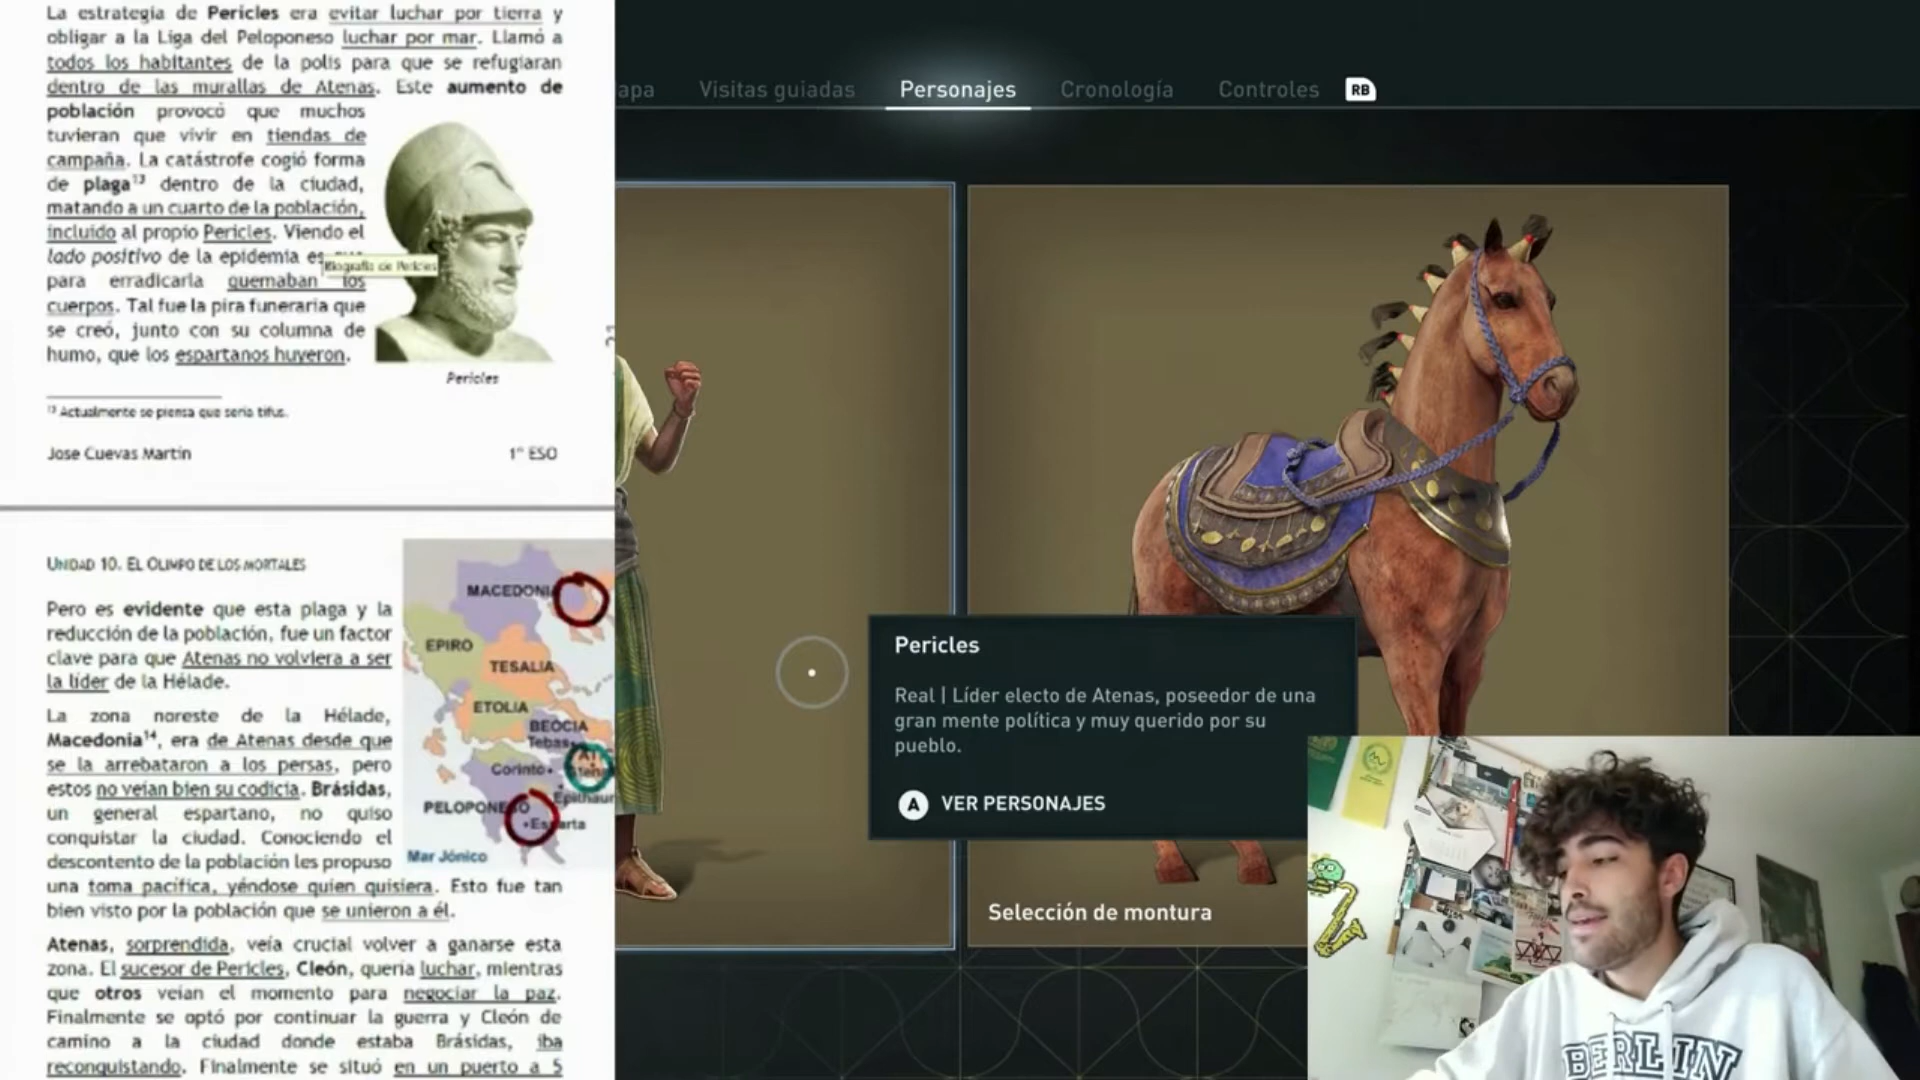 La estrategia de Pericles era evitar luchar por tierra y
obligar a la Liga del Peloponeso luchar por mar. Llamó a
todos los habitantes de la polis para que se refugiaran
dentro de las murallas de Atenas. Este aumento de
población provocó que muchos
tuvieran que vivir en tiendas de
campaña. La catástrofe cogió forma
de plaga¹³ dentro de la ciudad,
matando a un cuarto de la población,
incluido al propio Pericles. Viendo el
lado positivo de la epidemia es
para erradicarla quemaban los
cuerpos. Tal fue la pira funeraria que
se creó, junto con su columna de
humo, que los espartanos huyeron.
Biografía de Pericles
Pericles
¹³ Actualmente se piensa que sería tifus.
Jose Cuevas Martín
1º ESO
21
UNIDAD 10. EL OLIMPO DE LOS MORTALES
Pero es evidente que esta plaga y la
reducción de la población, fue un factor
clave para que Atenas no volviera a ser
la líder de la Hélade.
La zona noreste de la Hélade,
Macedonia¹⁴, era de Atenas desde que
se la arrebataron a los persas, pero
estos no veían bien su codicia. Brásidas,
un general espartano, no quiso
conquistar la ciudad. Conociendo el
descontento de la población les propuso
una toma pacífica, yéndose quien quisiera. Esto fue tan
bien visto por la población que se unieron a él.
Atenas, sorprendida, veía crucial volver a ganarse esta
zona. El sucesor de Pericles, Cleón, quería luchar, mientras
que otros veían el momento para negociar la paz.
Finalmente se optó por continuar la guerra y Cleón de
camino a la ciudad donde estaba Brásidas, iba
reconquistando. Finalmente se situó en un puerto a 5
MACEDONIA
EPIRO
TESALIA
ETOLIA
BEOCIA
Tebas
Corinto
PELOPONESO
Esparta
Mar Jónico
apa
Visitas guiadas
Personajes
Cronología
Controles
RB
Pericles
Real | Líder electo de Atenas, poseedor de una
gran mente política y muy querido por su
pueblo.
A VER PERSONAJES
Selección de montura
BERLIN